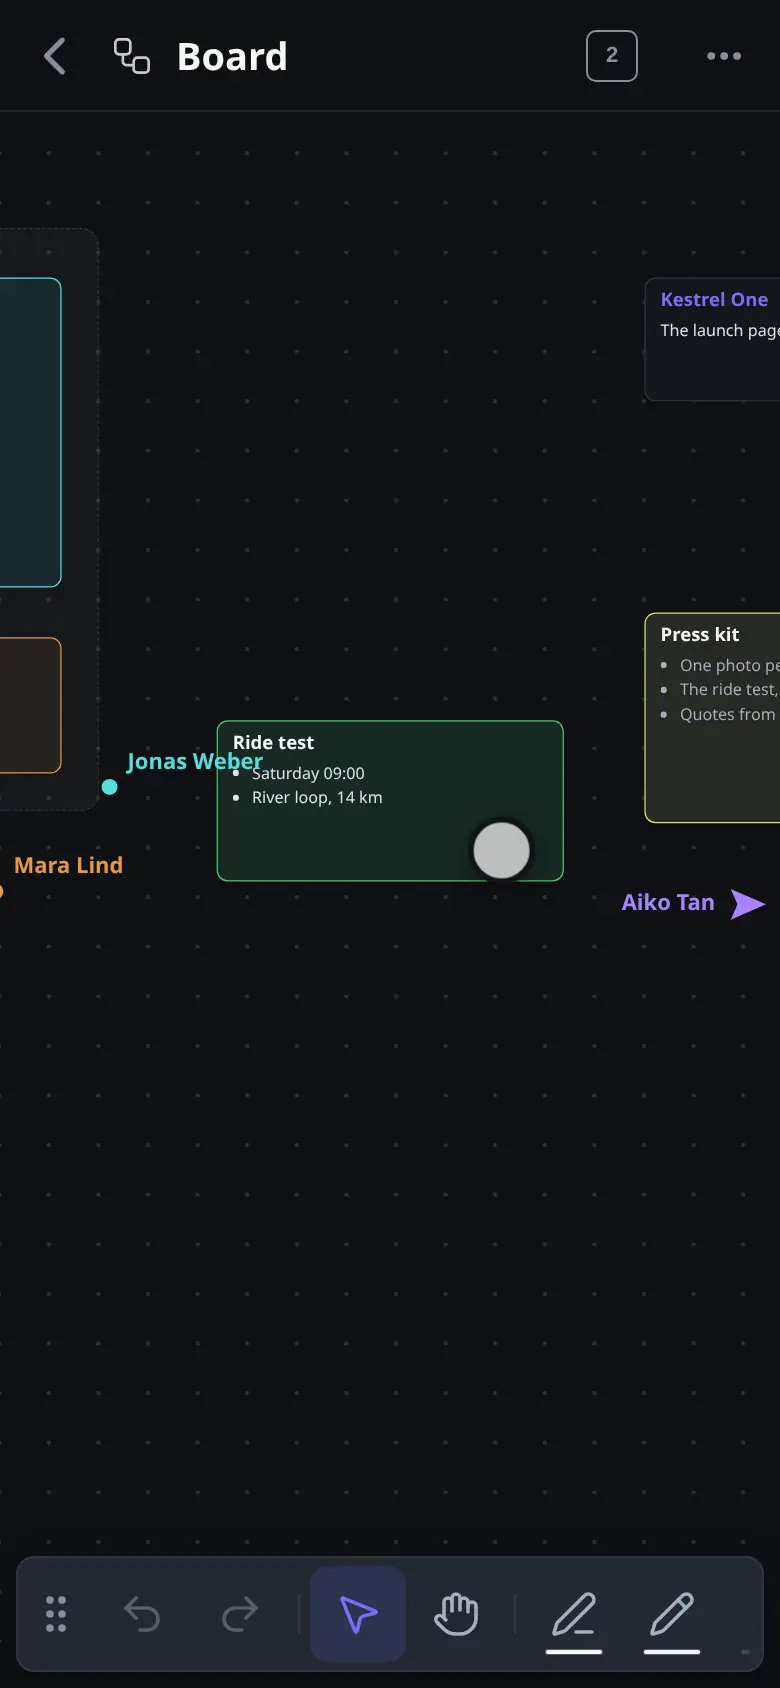 Board
2
Kestrel One
The launch page
Press kit
One photo pe
The ride test,
Quotes from
Ride test
Jonas Weber
Saturday 09:00
River loop, 14 km
Mara Lind
Aiko Tan